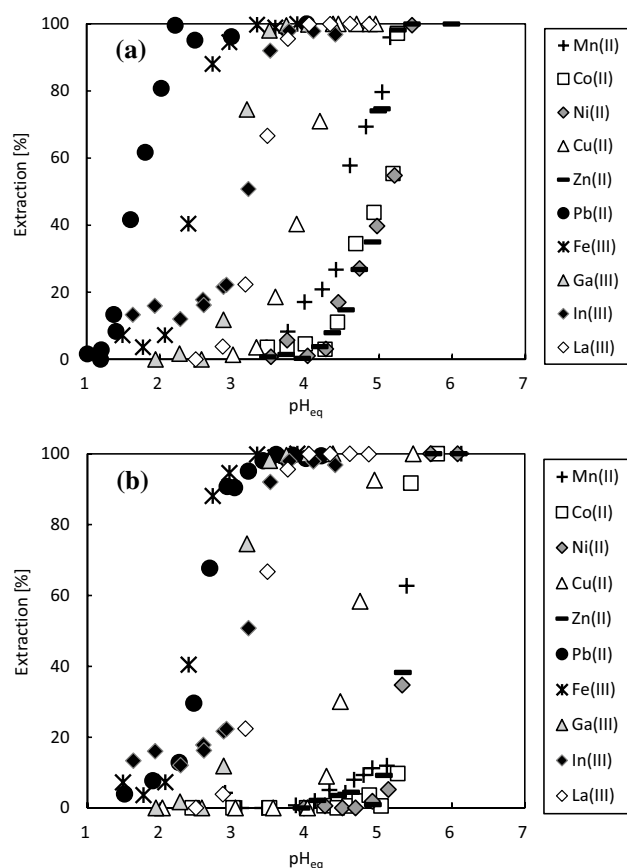 (a)
Extraction [%]
100
80
60
40
20
0
1 2 3 4 5 6 7
pHeq
Mn(II)
Co(II)
Ni(II)
Cu(II)
Zn(II)
Pb(II)
Fe(III)
Ga(III)
In(III)
La(III)
(b)
Extraction [%]
100
80
60
40
20
0
1 2 3 4 5 6 7
pHeq
Mn(II)
Co(II)
Ni(II)
Cu(II)
Zn(II)
Pb(II)
Fe(III)
Ga(III)
In(III)
La(III)